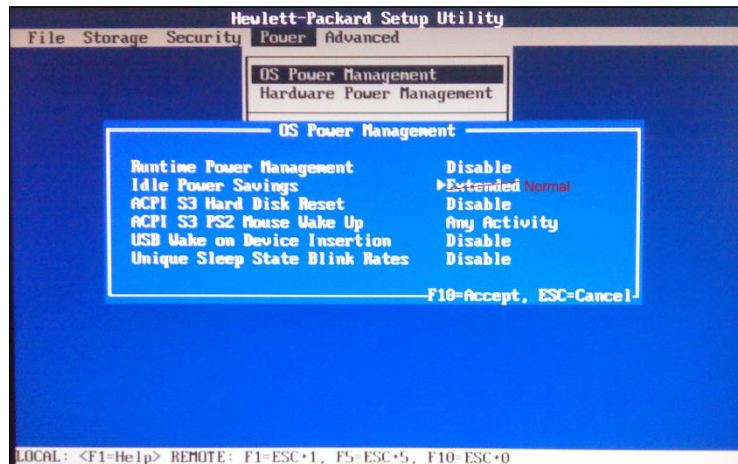 Hewlett-Packard Setup Utility
File Storage Security Power Advanced
OS Power Management
Hardware Power Management
OS Power Management
Runtime Power Management Disable
Idle Power Savings ▶Extended Normal
ACPI S3 Hard Disk Reset Disable
ACPI S3 PS2 Mouse Wake Up Any Activity
USB Wake on Device Insertion Disable
Unique Sleep State Blink Rates Disable
F10=Accept, ESC=Cancel
LOCAL: <F1=Help> REMOTE: F1=ESC+1, F5=ESC+5, F10=ESC+0